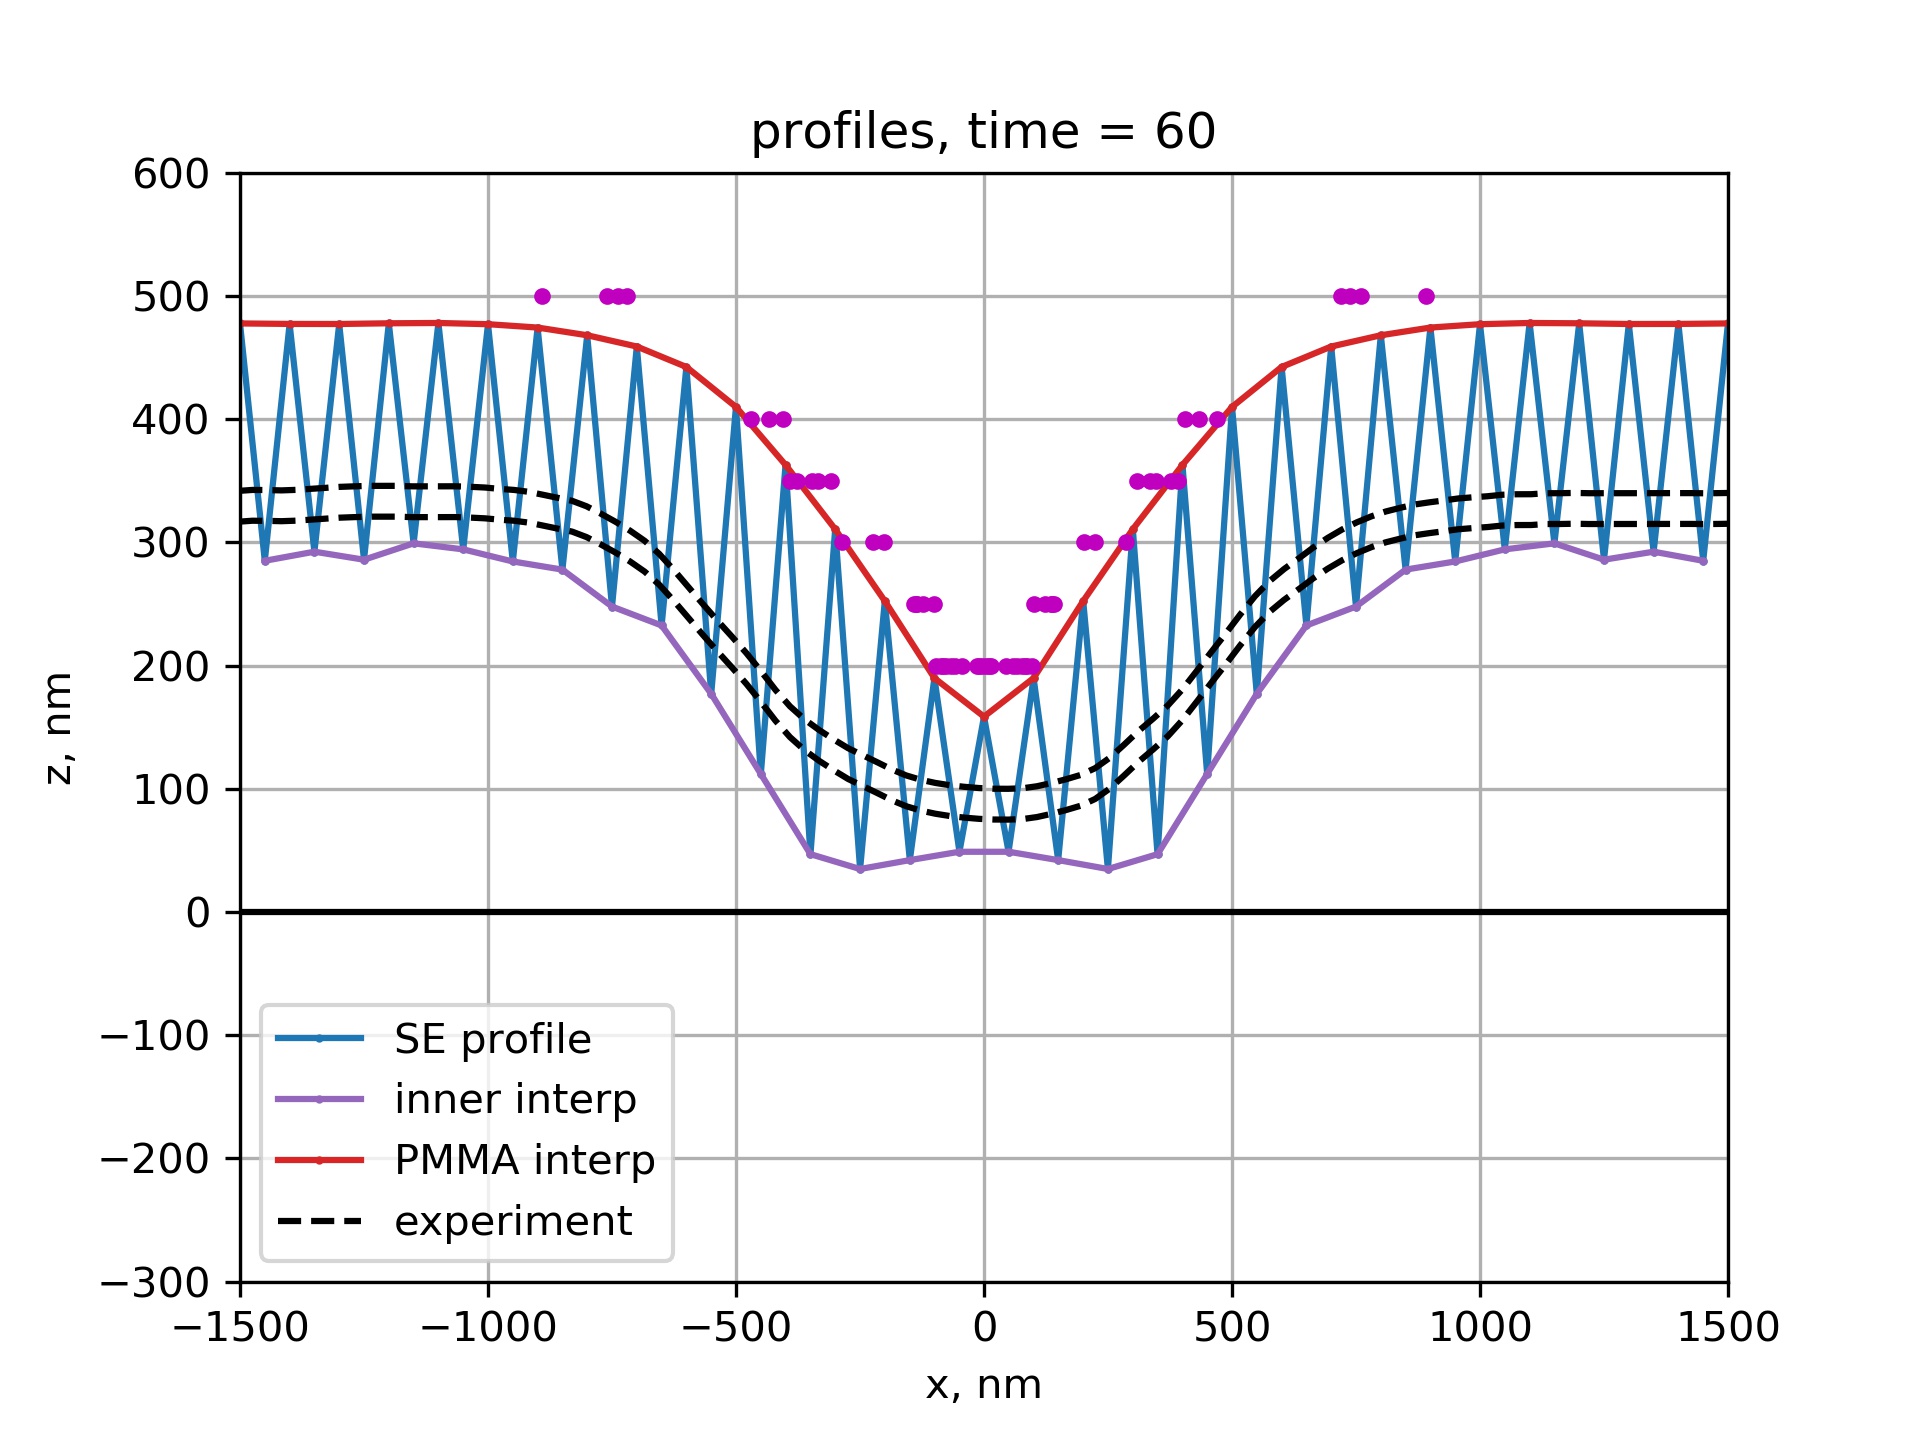 profiles, time = 60
600
500
400
300
200
100
0
−100
−200
−300
z, nm
SE profile
inner interp
PMMA interp
experiment
−1500 −1000 −500 0 500 1000 1500
x, nm